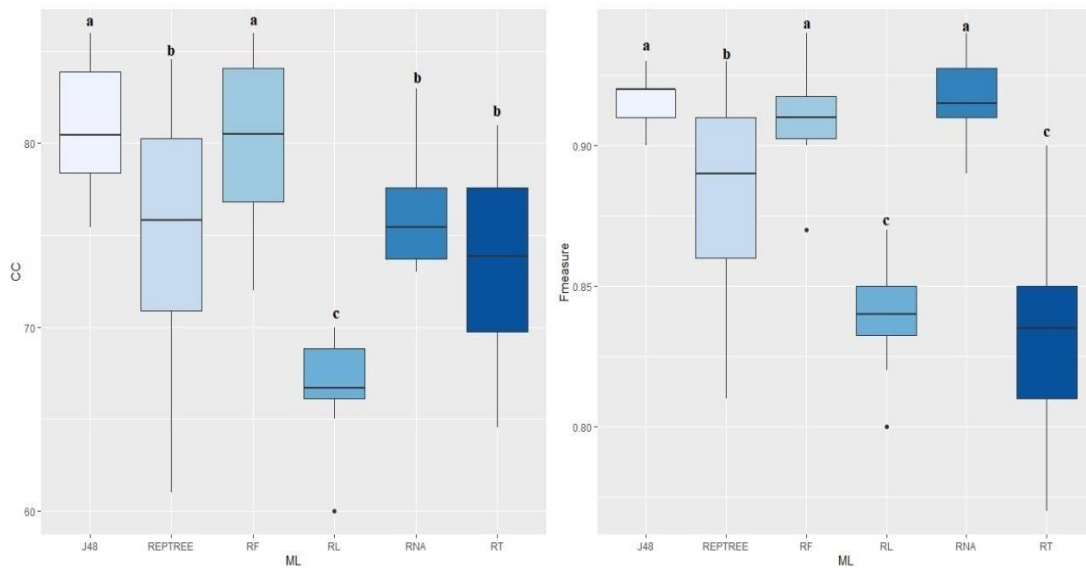 a
b
a
c
b
b
CC
80
70
60
J48
REPTREE
RF
RL
RNA
RT
ML
a
b
a
c
a
c
Fmeasure
0.90
0.85
0.80
J48
REPTREE
RF
RL
RNA
RT
ML